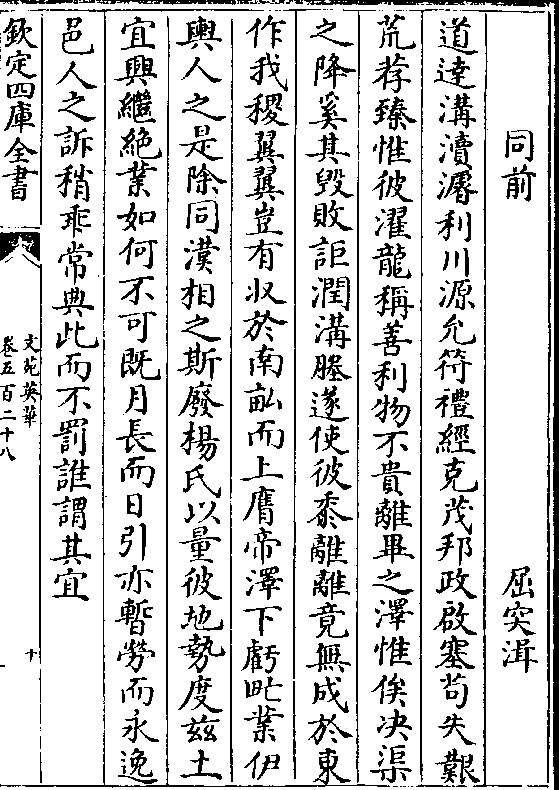 同前　屈突淯
道達溝瀆濬利川源允符禮經克茂邦政啟塞苟失艱
荒荐臻惟彼濯龍稱善利物不貴離畢之澤惟俟决渠
之降奚其毁敗詎潤溝塍遂使彼黍離離竟無成於東
作我稷翼翼豈有収於南畝而上膺帝澤下虧甿業伊
輿人之是除同漢相之斯廢楊氏以量彼地勢度兹土
宜興繼絶業如何不可既月長而日引亦暫勞而永逸
邑人之訴稍乖常典此而不罰誰謂其宜
欽定四庫全書
文苑英華
卷五百二十八
十